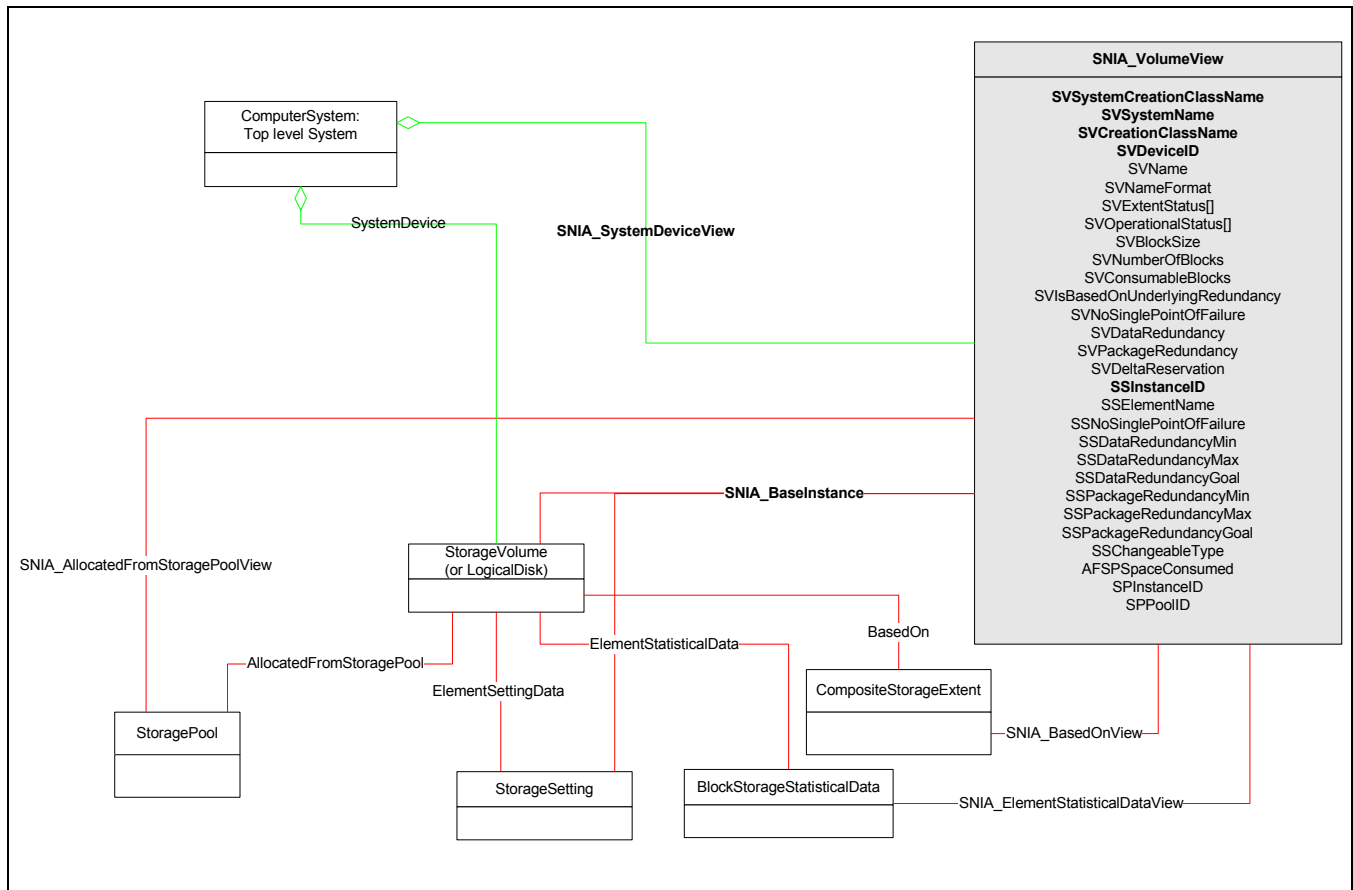 SNIA_VolumeView
SVSystemCreationClassName
SVSystemName
SVCreationClassName
SVDeviceID
SVName
SVNameFormat
SVExtentStatus[]
SVOperationalStatus[]
SVBlockSize
SVNumberOfBlocks
SVConsumableBlocks
SVIsBasedOnUnderlyingRedundancy
SVNoSinglePointOfFailure
SVDataRedundancy
SVPackageRedundancy
SVDeltaReservation
SSInstanceID
SSElementName
SSNoSinglePointOfFailure
SSDataRedundancyMin
SSDataRedundancyMax
SSDataRedundancyGoal
SSPackageRedundancyMin
SSPackageRedundancyMax
SSPackageRedundancyGoal
SSChangeableType
AFSPSpaceConsumed
SPInstanceID
SPPoolID
ComputerSystem:
Top level System
SystemDevice
SNIA_SystemDeviceView
SNIA_BaseInstance
StorageVolume
(or LogicalDisk)
SNIA_AllocatedFromStoragePoolView
BasedOn
ElementStatisticalData
AllocatedFromStoragePool
ElementSettingData
CompositeStorageExtent
StoragePool
SNIA_BasedOnView
StorageSetting
BlockStorageStatisticalData
SNIA_ElementStatisticalDataView